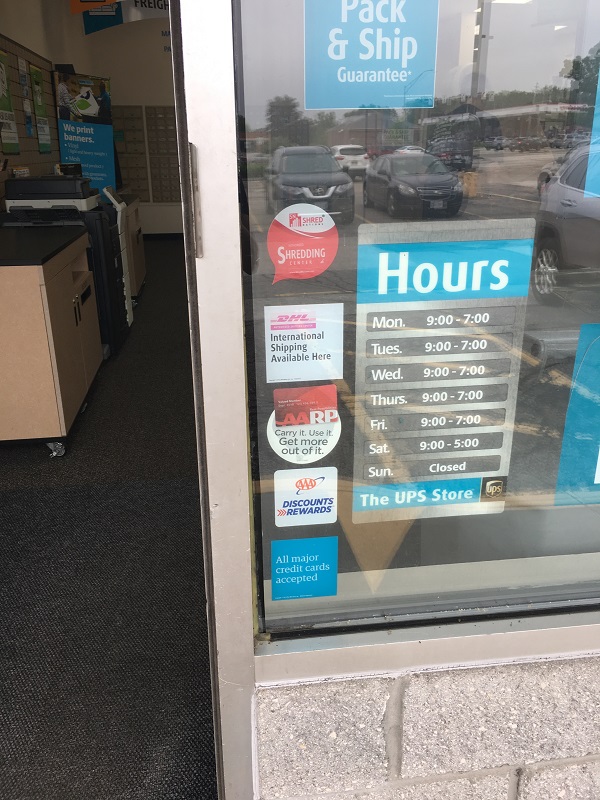 FREIGH
We print
banners.
Pack
& Ship
Guarantee*
SHRED
SHREDDING
CENTER
DHL
International
Shipping
Available Here
AARP
Carry it. Use it.
Get more
out of it.
AAA
DISCOUNTS
REWARDS
All major
credit cards
accepted
Hours
Mon. 9:00 - 7:00
Tues. 9:00 - 7:00
Wed. 9:00 - 7:00
Thurs. 9:00 - 7:00
Fri. 9:00 - 7:00
Sat. 9:00 - 5:00
Sun. Closed
The UPS Store ups